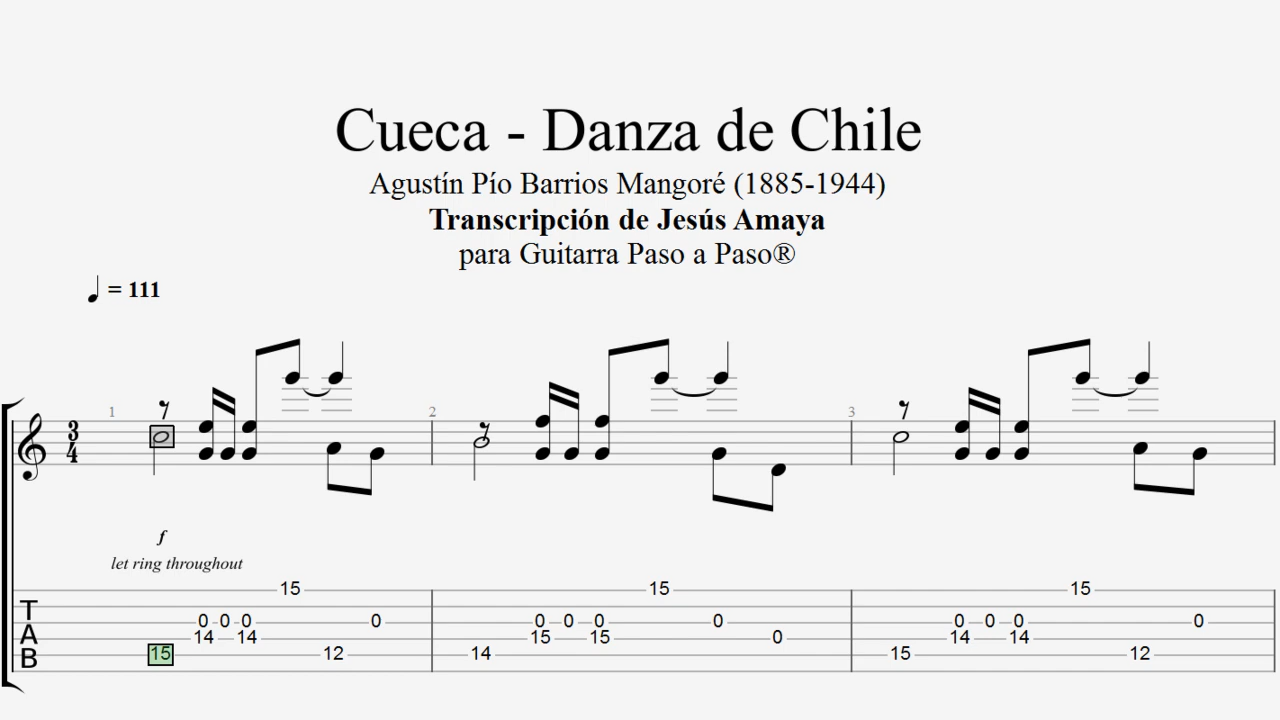 Cueca - Danza de Chile
Agustín Pío Barrios Mangoré (1885-1944)
Transcripción de Jesús Amaya
para Guitarra Paso a Paso®
♩ = 111
1 2 3
3
4
f
let ring throughout
15 15 15
T
0 0 0 0 0 0 0 0 0 0 0 0
A
14 14 15 15 0 14 14
B
15 12 14 15 12